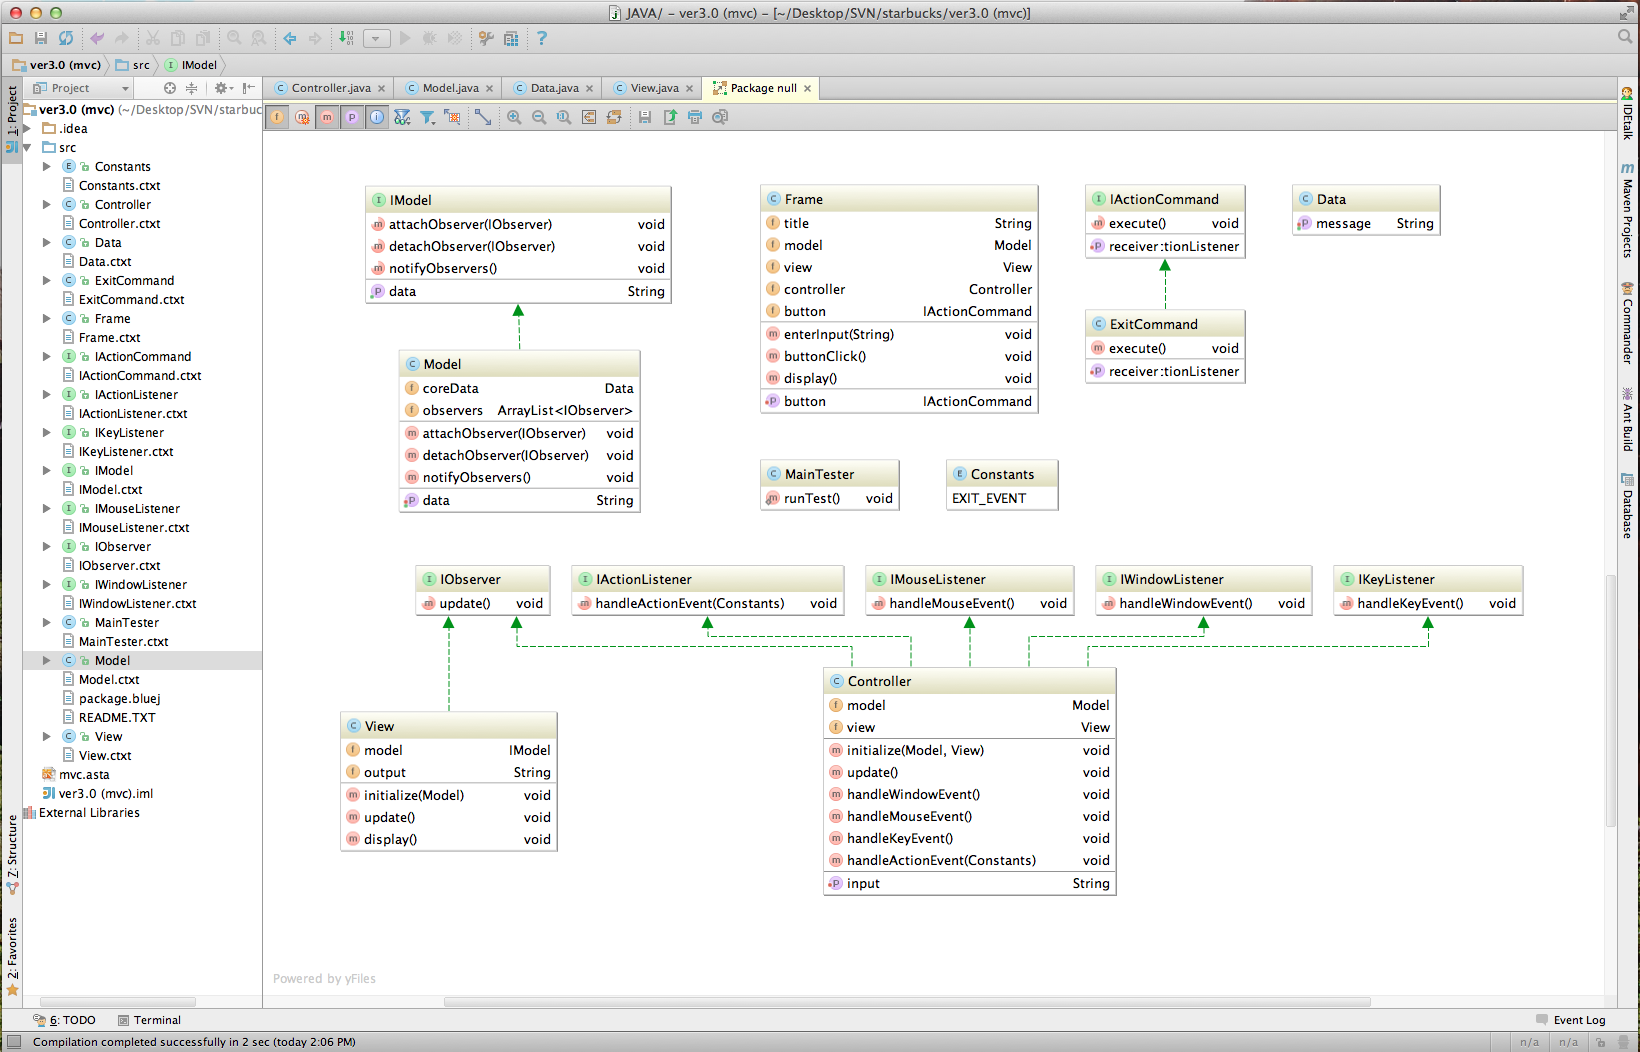 JAVA/ – ver3.0 (mvc) – [~/Desktop/SVN/starbucks/ver3.0 (mvc)]
ver3.0 (mvc) src IModel
Project
Controller.java Model.java Data.java View.java Package null
1: Project
Z: Structure
2: Favorites
ver3.0 (mvc) (~/Desktop/SVN/starbuc
.idea
src
Constants
Constants.ctxt
Controller
Controller.ctxt
Data
Data.ctxt
ExitCommand
ExitCommand.ctxt
Frame
Frame.ctxt
IActionCommand
IActionCommand.ctxt
IActionListener
IActionListener.ctxt
IKeyListener
IKeyListener.ctxt
IModel
IModel.ctxt
IMouseListener
IMouseListener.ctxt
IObserver
IObserver.ctxt
IWindowListener
IWindowListener.ctxt
MainTester
MainTester.ctxt
Model
Model.ctxt
package.bluej
README.TXT
View
View.ctxt
mvc.asta
ver3.0 (mvc).iml
External Libraries
IModel
attachObserver(IObserver) void
detachObserver(IObserver) void
notifyObservers() void
data String
Model
coreData Data
observers ArrayList<IObserver>
attachObserver(IObserver) void
detachObserver(IObserver) void
notifyObservers() void
data String
Frame
title String
model Model
view View
controller Controller
button IActionCommand
enterInput(String) void
buttonClick() void
display() void
button IActionCommand
IActionCommand
execute() void
receiver:tionListener
ExitCommand
execute() void
receiver:tionListener
Data
message String
MainTester
runTest() void
Constants
EXIT_EVENT
IObserver
update() void
IActionListener
handleActionEvent(Constants) void
IMouseListener
handleMouseEvent() void
IWindowListener
handleWindowEvent() void
IKeyListener
handleKeyEvent() void
View
model IModel
output String
initialize(Model) void
update() void
display() void
Controller
model Model
view View
initialize(Model, View) void
update() void
handleWindowEvent() void
handleMouseEvent() void
handleKeyEvent() void
handleActionEvent(Constants) void
input String
Powered by yFiles
IDEtalk
Maven Projects
Commander
Ant Build
Database
6: TODO Terminal Event Log
Compilation completed successfully in 2 sec (today 2:06 PM) n/a n/a